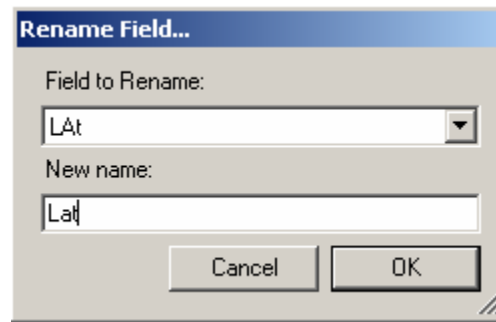 Rename Field...
Field to Rename:
LAt
New name:
Lat
Cancel OK